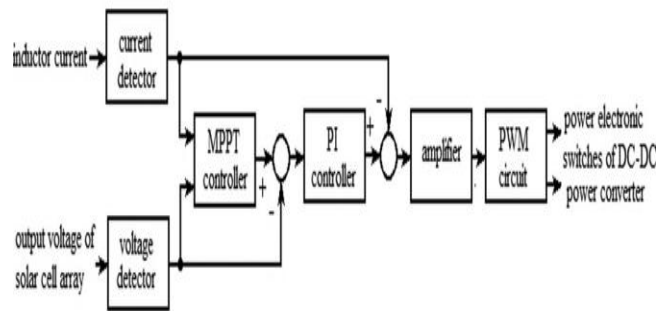 inductor current
current
detector
MPPT
controller
+
-
PI
controller
+
-
amplifier
PWM
circuit
power electronic
switches of DC-DC
power converter
output voltage of
solar cell array
voltage
detector